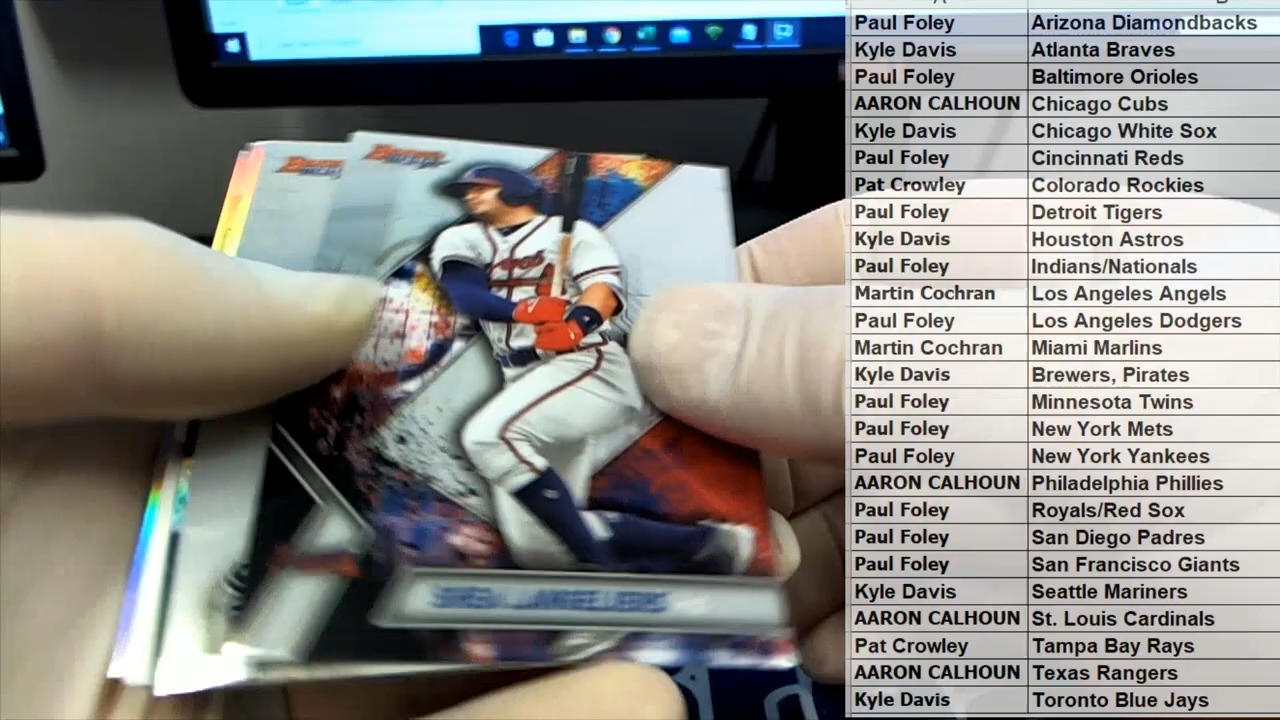 Paul Foley Arizona Diamondbacks
Kyle Davis Atlanta Braves
Paul Foley Baltimore Orioles
AARON CALHOUN Chicago Cubs
Kyle Davis Chicago White Sox
Paul Foley Cincinnati Reds
Pat Crowley Colorado Rockies
Paul Foley Detroit Tigers
Kyle Davis Houston Astros
Paul Foley Indians/Nationals
Martin Cochran Los Angeles Angels
Paul Foley Los Angeles Dodgers
Martin Cochran Miami Marlins
Kyle Davis Brewers, Pirates
Paul Foley Minnesota Twins
Paul Foley New York Mets
Paul Foley New York Yankees
AARON CALHOUN Philadelphia Phillies
Paul Foley Royals/Red Sox
Paul Foley San Diego Padres
Paul Foley San Francisco Giants
Kyle Davis Seattle Mariners
AARON CALHOUN St. Louis Cardinals
Pat Crowley Tampa Bay Rays
AARON CALHOUN Texas Rangers
Kyle Davis Toronto Blue Jays